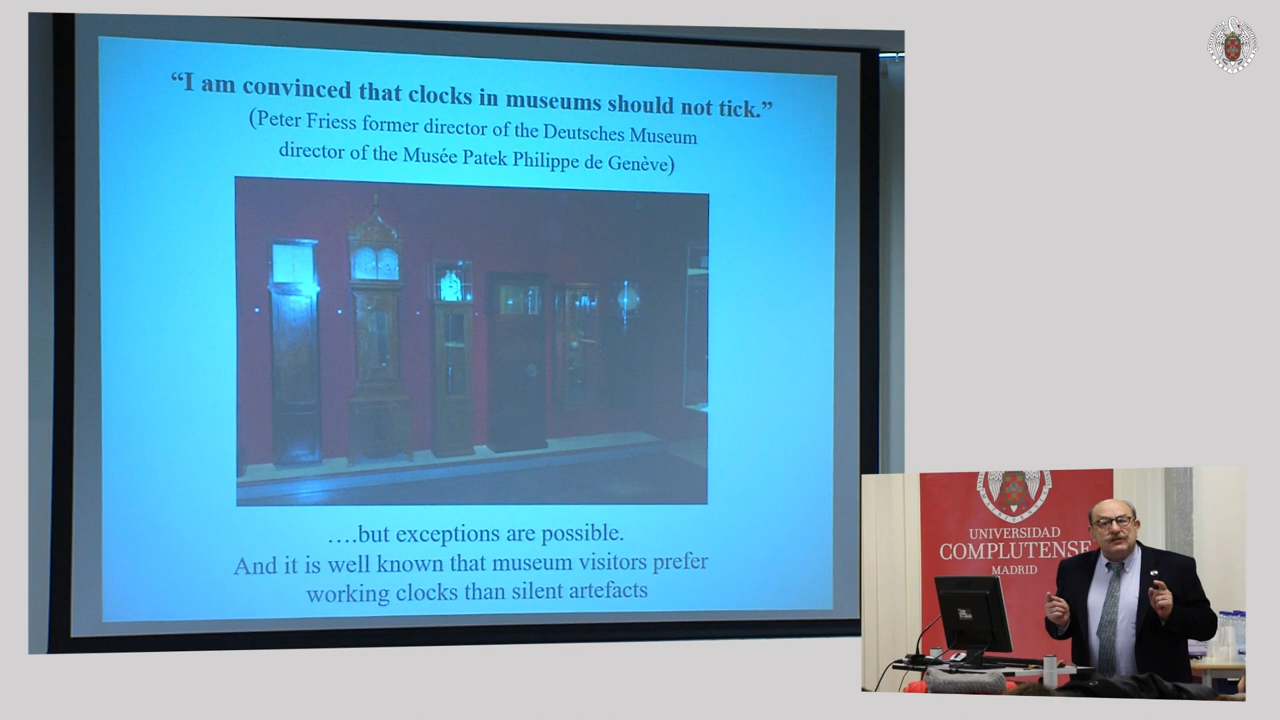 “I am convinced that clocks in museums should not tick.”
(Peter Friess former director of the Deutsches Museum
director of the Musée Patek Philippe de Genève)
….but exceptions are possible.
And it is well known that museum visitors prefer
working clocks than silent artefacts
UNIVERSIDAD
COMPLUTENSE
MADRID